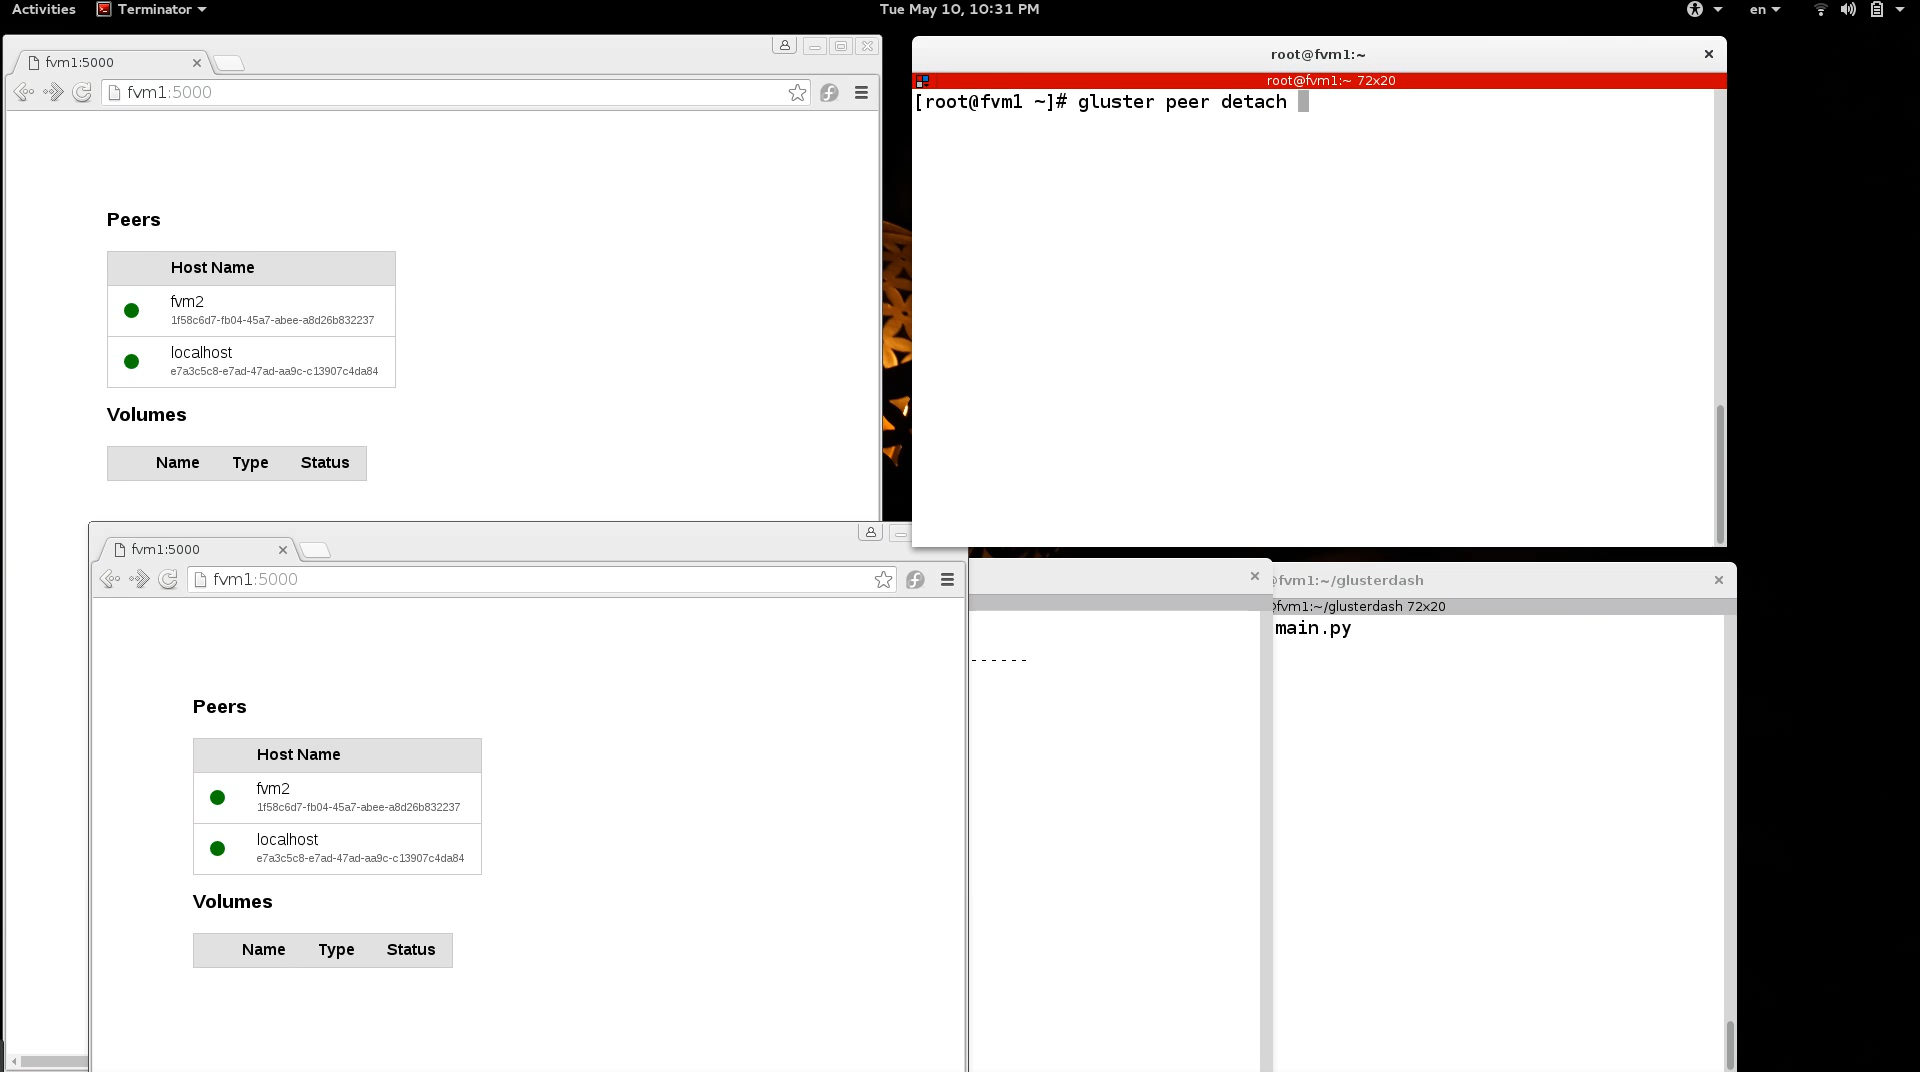 Activities Terminator Tue May 10, 10:31 PM en
fvm1:5000
fvm1:5000
Peers
Host Name
fvm2
1f58c6d7-fb04-45a7-abee-a8d26b832237
localhost
e7a3c5c8-e7ad-47ad-aa9c-c13907c4da84
Volumes
Name Type Status
root@fvm1:~
root@fvm1:~ 72x20
[root@fvm1 ~]# gluster peer detach
fvm1:5000
fvm1:5000
Peers
Host Name
fvm2
1f58c6d7-fb04-45a7-abee-a8d26b832237
localhost
e7a3c5c8-e7ad-47ad-aa9c-c13907c4da84
Volumes
Name Type Status
------
@fvm1:~/glusterdash
@fvm1:~/glusterdash 72x20
main.py